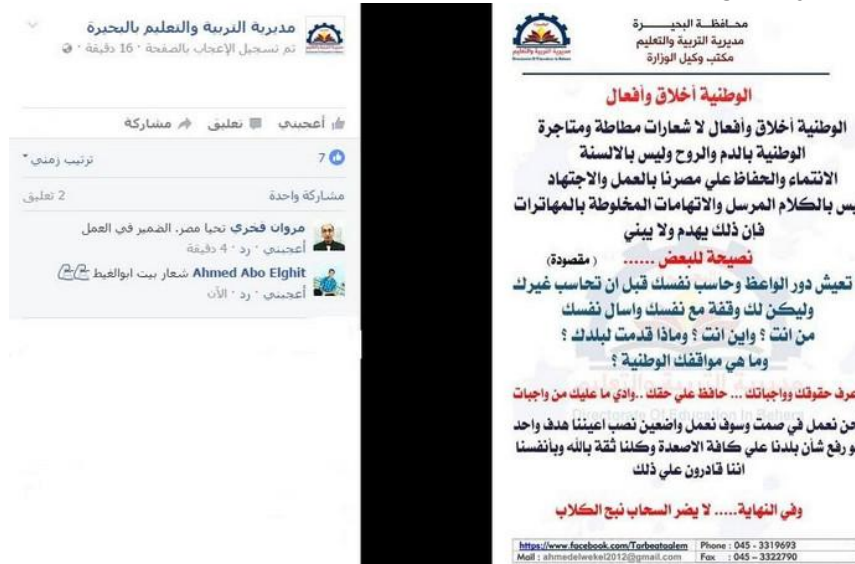 مديرية التربية والتعليم بالبحيرة
تم تسجيل الإعجاب بالصفحة · 16 دقيقة ·
أعجبني تعليق مشاركة
7
ترتيب زمني
مشاركة واحدة
2 تعليق
مروان فخري تحيا مصر. الضمير في العمل
أعجبني · رد · 4 دقيقة
Ahmed Abo Elghit شعار بيت ابوالغيط
أعجبني · رد · الآن
محافظة البحيرة
مديرية التربية والتعليم
مكتب وكيل الوزارة
الوطنية أخلاق وأفعال
الوطنية أخلاق وأفعال لا شعارات مطاطة ومتاجرة
الوطنية بالدم والروح وليس بالالسنة
الانتماء والحفاظ علي مصرنا بالعمل والاجتهاد
يس بالكلام المرسل والاتهامات المخلوطة بالمهاترات
فإن ذلك يهدم ولا يبني
نصيحة للبعض ...... ( مقصودة)
تعيش دور الواعظ وحاسب نفسك قبل ان تحاسب غيرك
وليكن لك وقفة مع نفسك واسال نفسك
من انت ؟ واين انت ؟ وماذا قدمت لبلدك ؟
وما هي مواقفك الوطنية ؟
عرف حقوقك وواجباتك ... حافظ علي حقك ..وادي ما عليك من واجبات
حن نعمل في صمت وسوف نعمل واضعين نصب اعيننا هدف واحد
و رفع شأن بلدنا علي كافة الاصعدة وكلنا ثقة بالله وبأنفسنا
اننا قادرون علي ذلك
وفي النهاية..... لا يضر السحاب نبح الكلاب
https://www.facebook.com/Tarbeataalem Phone : 045 - 3319693
Mail : ahmedelwekel2012@gmail.com Fax : 045 – 3322790